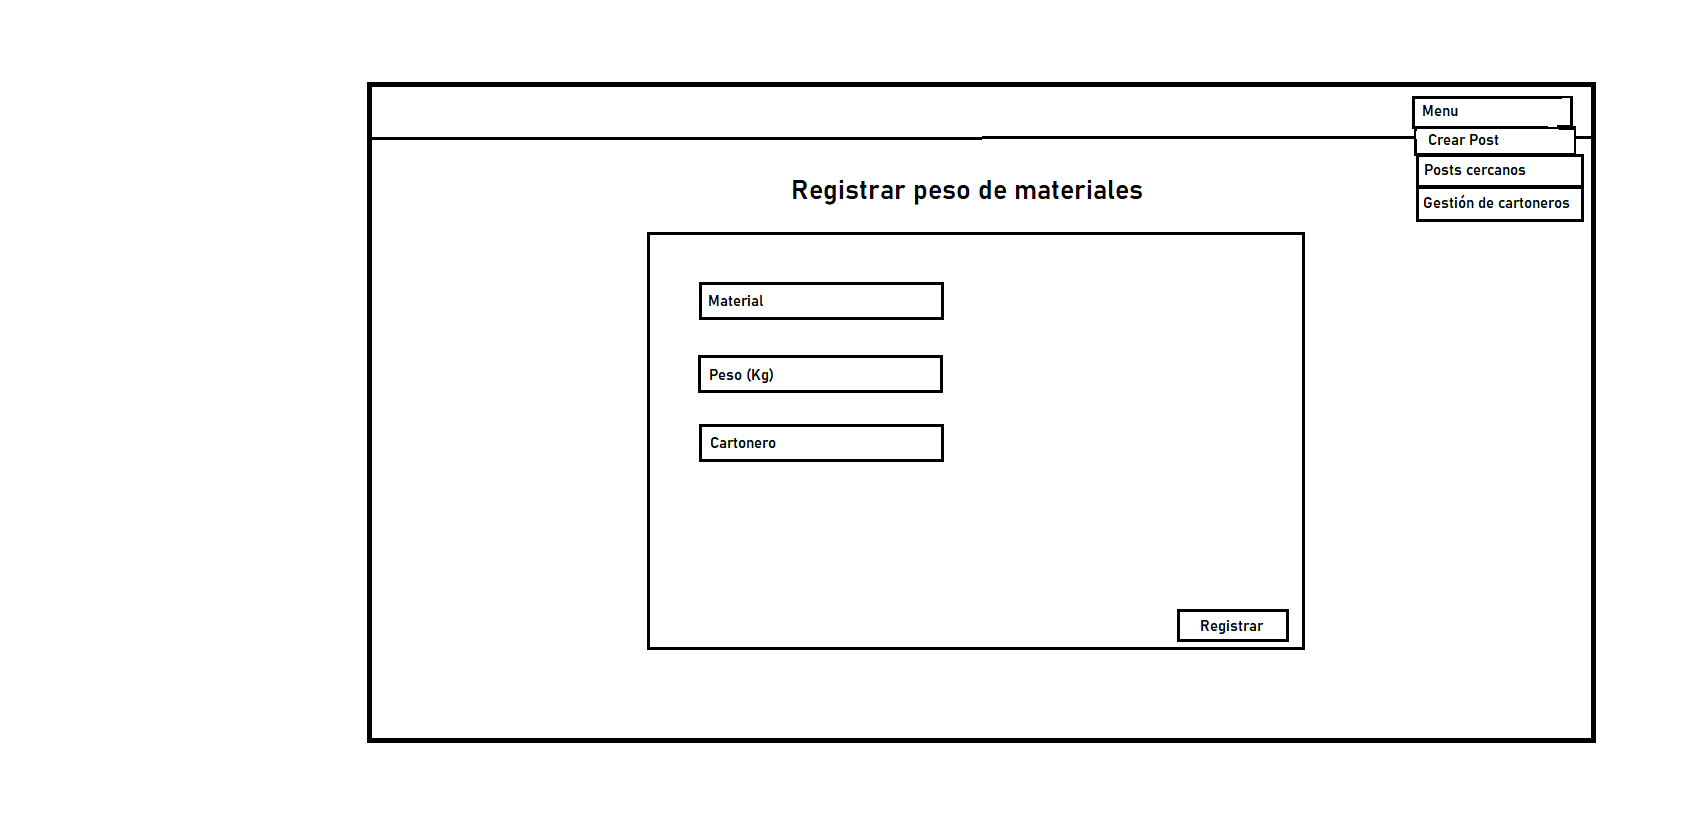 Menu
Crear Post
Posts cercanos
Gestión de cartoneros
Registrar peso de materiales
Material
Peso (Kg)
Cartonero
Registrar